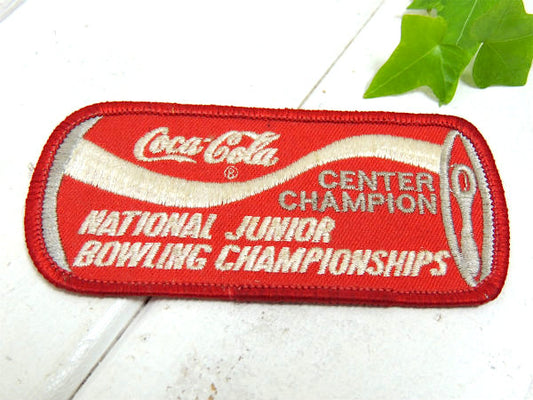 Coca-Cola
®
CENTER
CHAMPION
NATIONAL JUNIOR
BOWLING CHAMPIONSHIPS